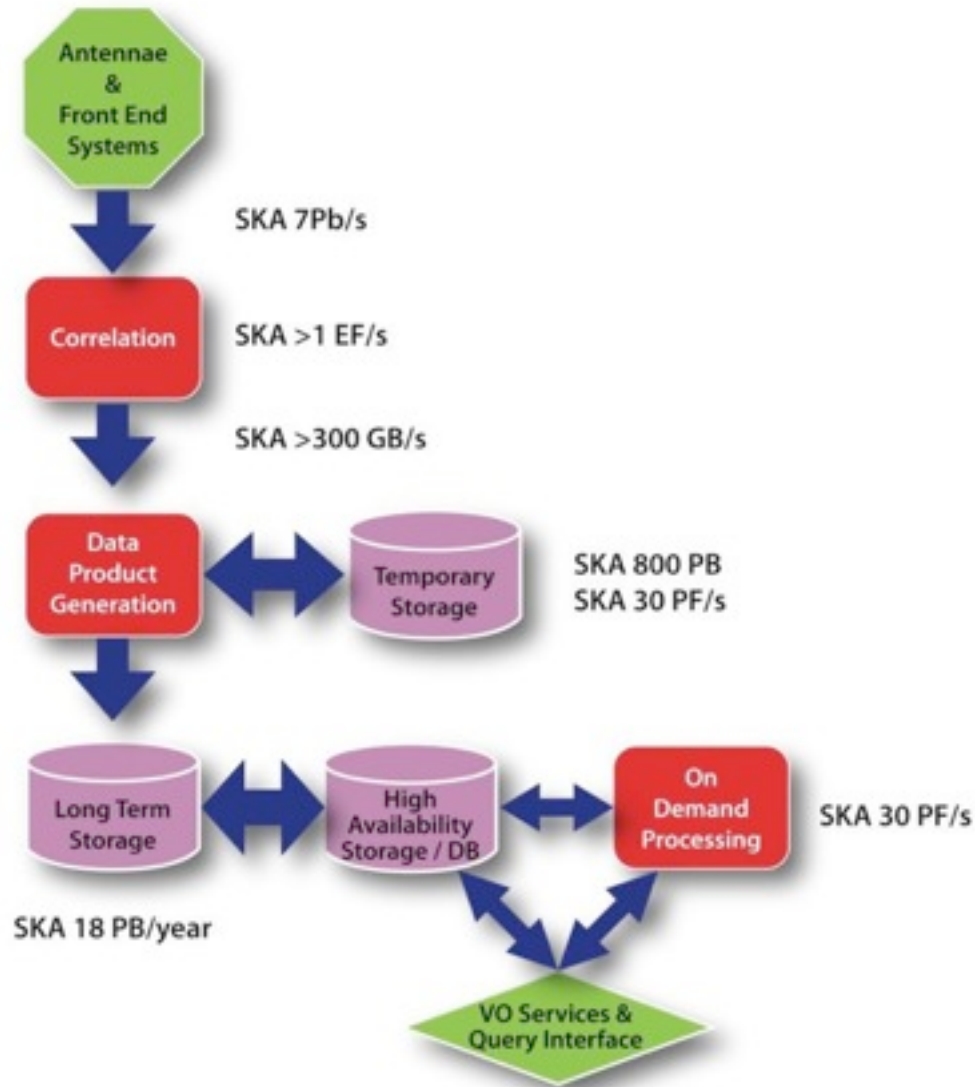 Antennae
&
Front End
Systems
SKA 7Pb/s
Correlation
SKA >1 EF/s
SKA >300 GB/s
Data
Product
Generation
Temporary
Storage
SKA 800 PB
SKA 30 PF/s
Long Term
Storage
High
Availability
Storage / DB
On
Demand
Processing
SKA 30 PF/s
SKA 18 PB/year
VO Services &
Query Interface